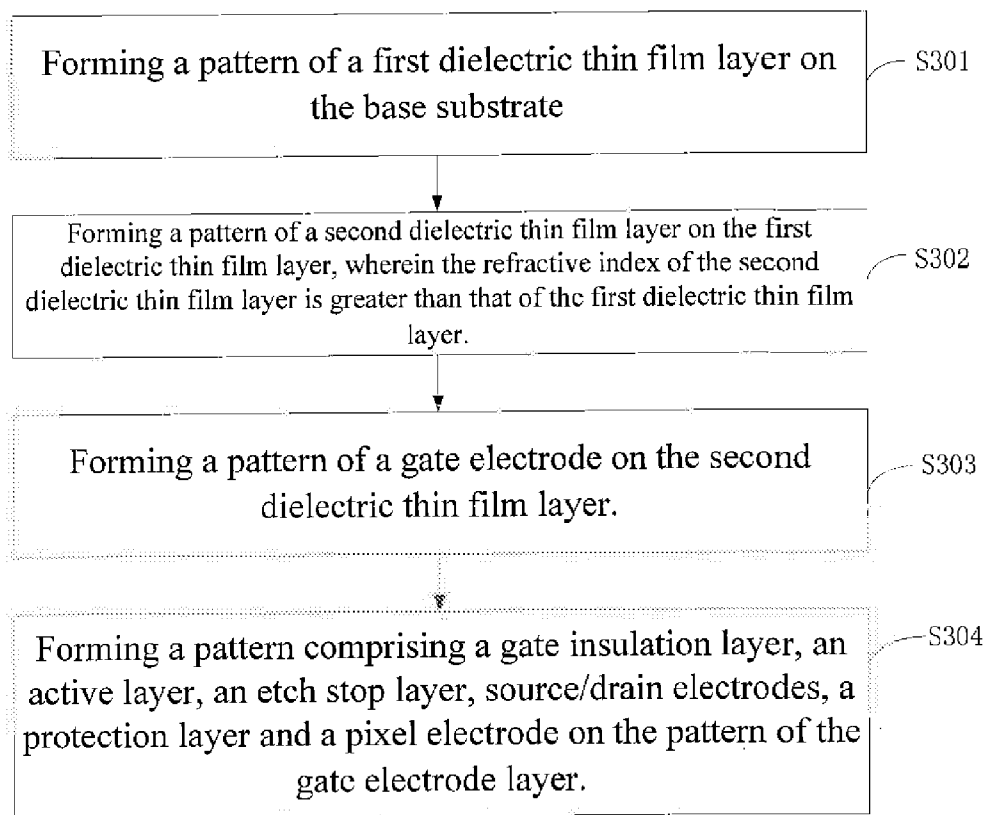 Forming a pattern of a first dielectric thin film layer on
the base substrate
S301
Forming a pattern of a second dielectric thin film layer on the first
dielectric thin film layer, wherein the refractive index of the second
dielectric thin film layer is greater than that of the first dielectric thin film
layer.
S302
Forming a pattern of a gate electrode on the second
dielectric thin film layer.
S303
Forming a pattern comprising a gate insulation layer, an
active layer, an etch stop layer, source/drain electrodes, a
protection layer and a pixel electrode on the pattern of the
gate electrode layer.
S304